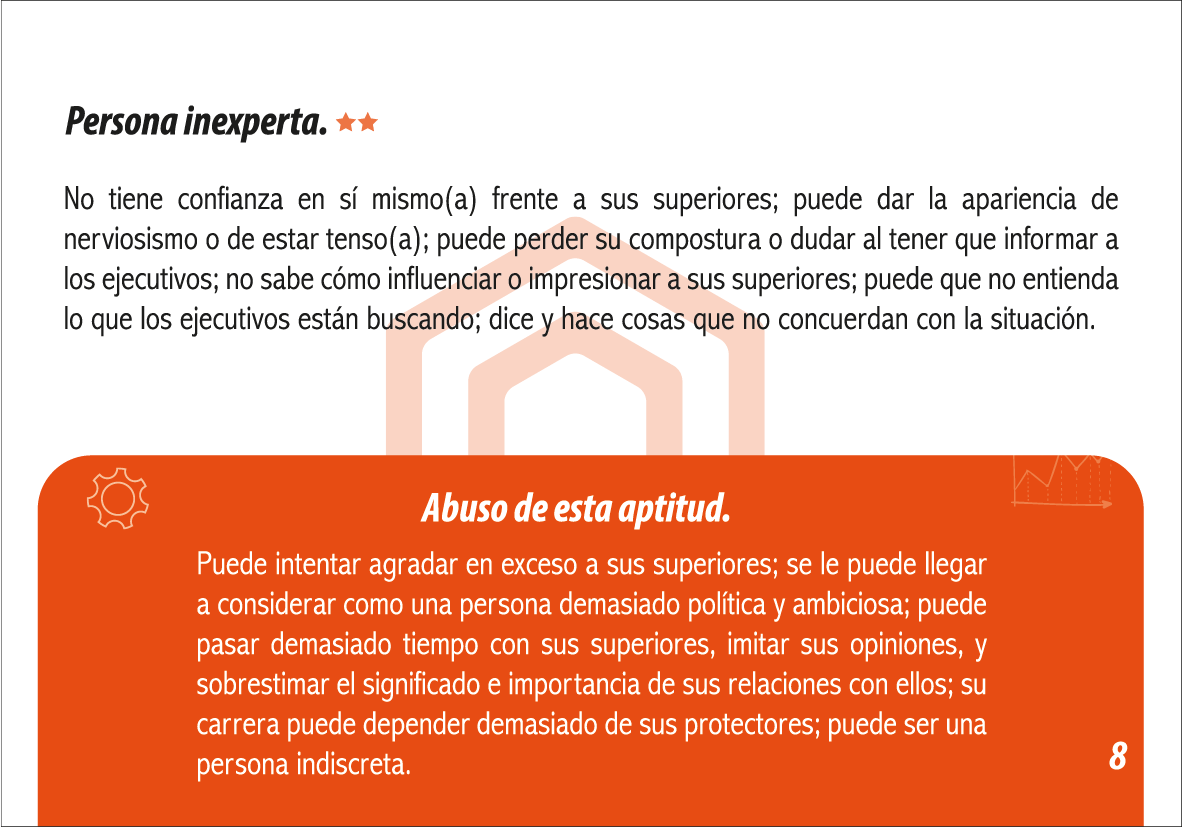 Persona inexperta.
No tiene confianza en sí mismo(a) frente a sus superiores; puede dar la apariencia de
nerviosismo o de estar tenso(a); puede perder su compostura o dudar al tener que informar a
los ejecutivos; no sabe cómo influenciar o impresionar a sus superiores; puede que no entienda
lo que los ejecutivos están buscando; dice y hace cosas que no concuerdan con la situación.
Abuso de esta aptitud.
Puede intentar agradar en exceso a sus superiores; se le puede llegar
a considerar como una persona demasiado política y ambiciosa; puede
pasar demasiado tiempo con sus superiores, imitar sus opiniones, y
sobrestimar el significado e importancia de sus relaciones con ellos; su
carrera puede depender demasiado de sus protectores; puede ser una
persona indiscreta.
8